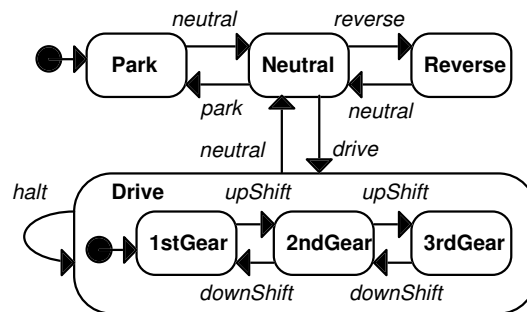 neutral reverse
Park Neutral Reverse
park neutral
neutral drive
halt Drive upShift upShift
1stGear 2ndGear 3rdGear
downShift downShift